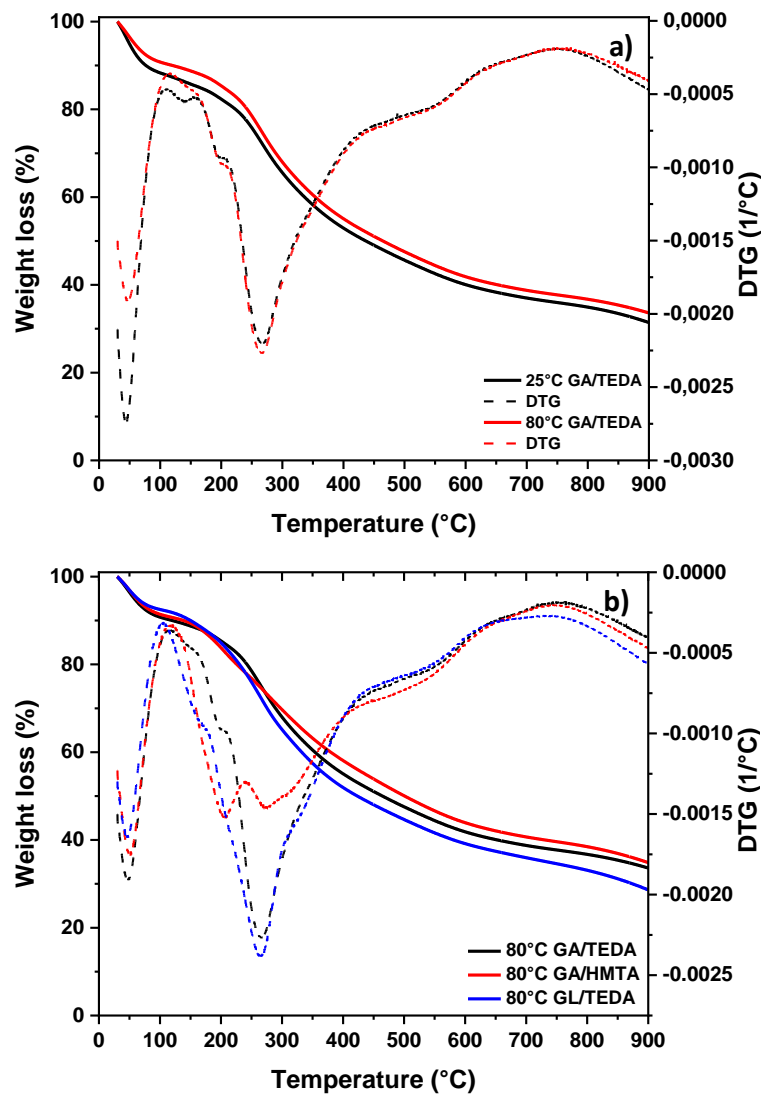 a)
Weight loss (%)
100
80
60
40
20
0
0,0000
-0,0005
-0,0010
-0,0015
-0,0020
-0,0025
-0,0030
DTG (1/°C)
25°C GA/TEDA
DTG
80°C GA/TEDA
DTG
0 100 200 300 400 500 600 700 800 900
Temperature (°C)
b)
Weight loss (%)
100
80
60
40
20
0
0.0000
-0.0005
-0.0010
-0.0015
-0.0020
-0.0025
DTG (1/°C)
80°C GA/TEDA
80°C GA/HMTA
80°C GL/TEDA
0 100 200 300 400 500 600 700 800 900
Temperature (°C)